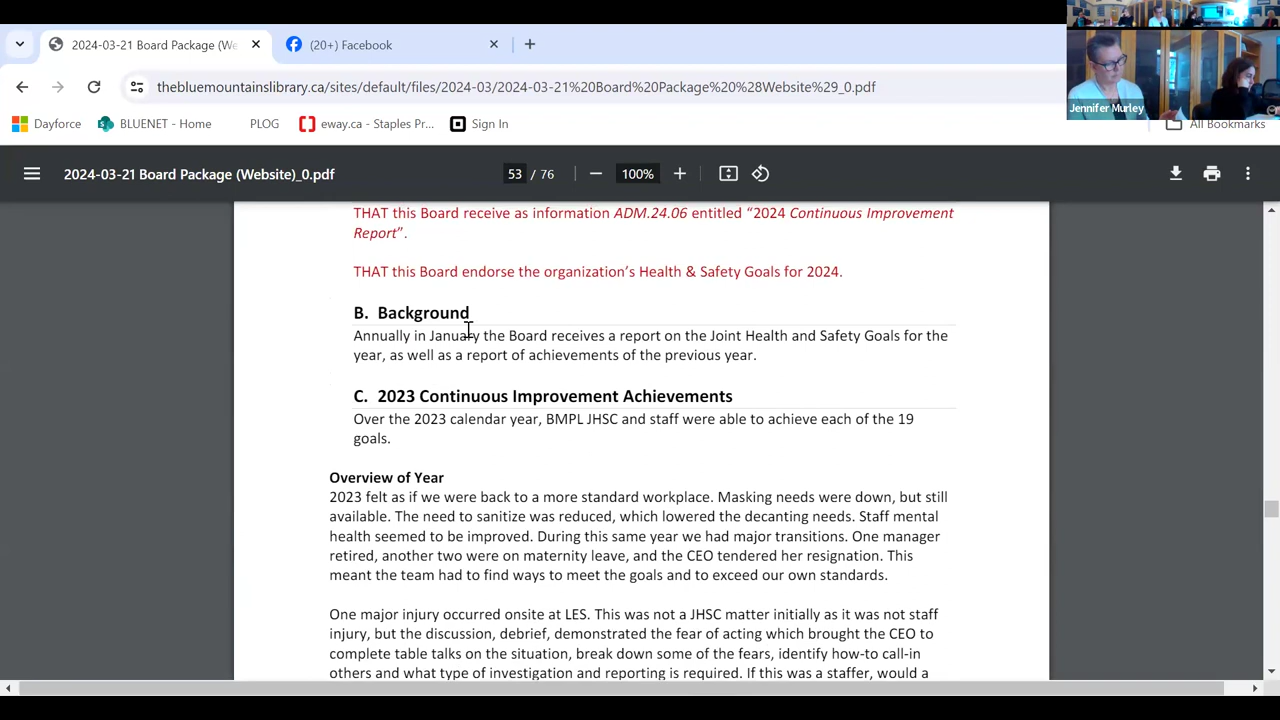 2024-03-21 Board Package (We
(20+) Facebook
thebluemountainslibrary.ca/sites/default/files/2024-03/2024-03-21%20Board%20Package%20%28Website%29_0.pdf
Jennifer Murley
Dayforce
BLUENET - Home
PLOG
eway.ca - Staples Pr...
Sign In
All Bookmarks
2024-03-21 Board Package (Website)_0.pdf
53 / 76
100%
THAT this Board receive as information ADM.24.06 entitled “2024 Continuous Improvement
Report”.
THAT this Board endorse the organization’s Health & Safety Goals for 2024.
B. Background
Annually in January the Board receives a report on the Joint Health and Safety Goals for the
year, as well as a report of achievements of the previous year.
C. 2023 Continuous Improvement Achievements
Over the 2023 calendar year, BMPL JHSC and staff were able to achieve each of the 19
goals.
Overview of Year
2023 felt as if we were back to a more standard workplace. Masking needs were down, but still
available. The need to sanitize was reduced, which lowered the decanting needs. Staff mental
health seemed to be improved. During this same year we had major transitions. One manager
retired, another two were on maternity leave, and the CEO tendered her resignation. This
meant the team had to find ways to meet the goals and to exceed our own standards.
One major injury occurred onsite at LES. This was not a JHSC matter initially as it was not staff
injury, but the discussion, debrief, demonstrated the fear of acting which brought the CEO to
complete table talks on the situation, break down some of the fears, identify how-to call-in
others and what type of investigation and reporting is required. If this was a staffer, would a